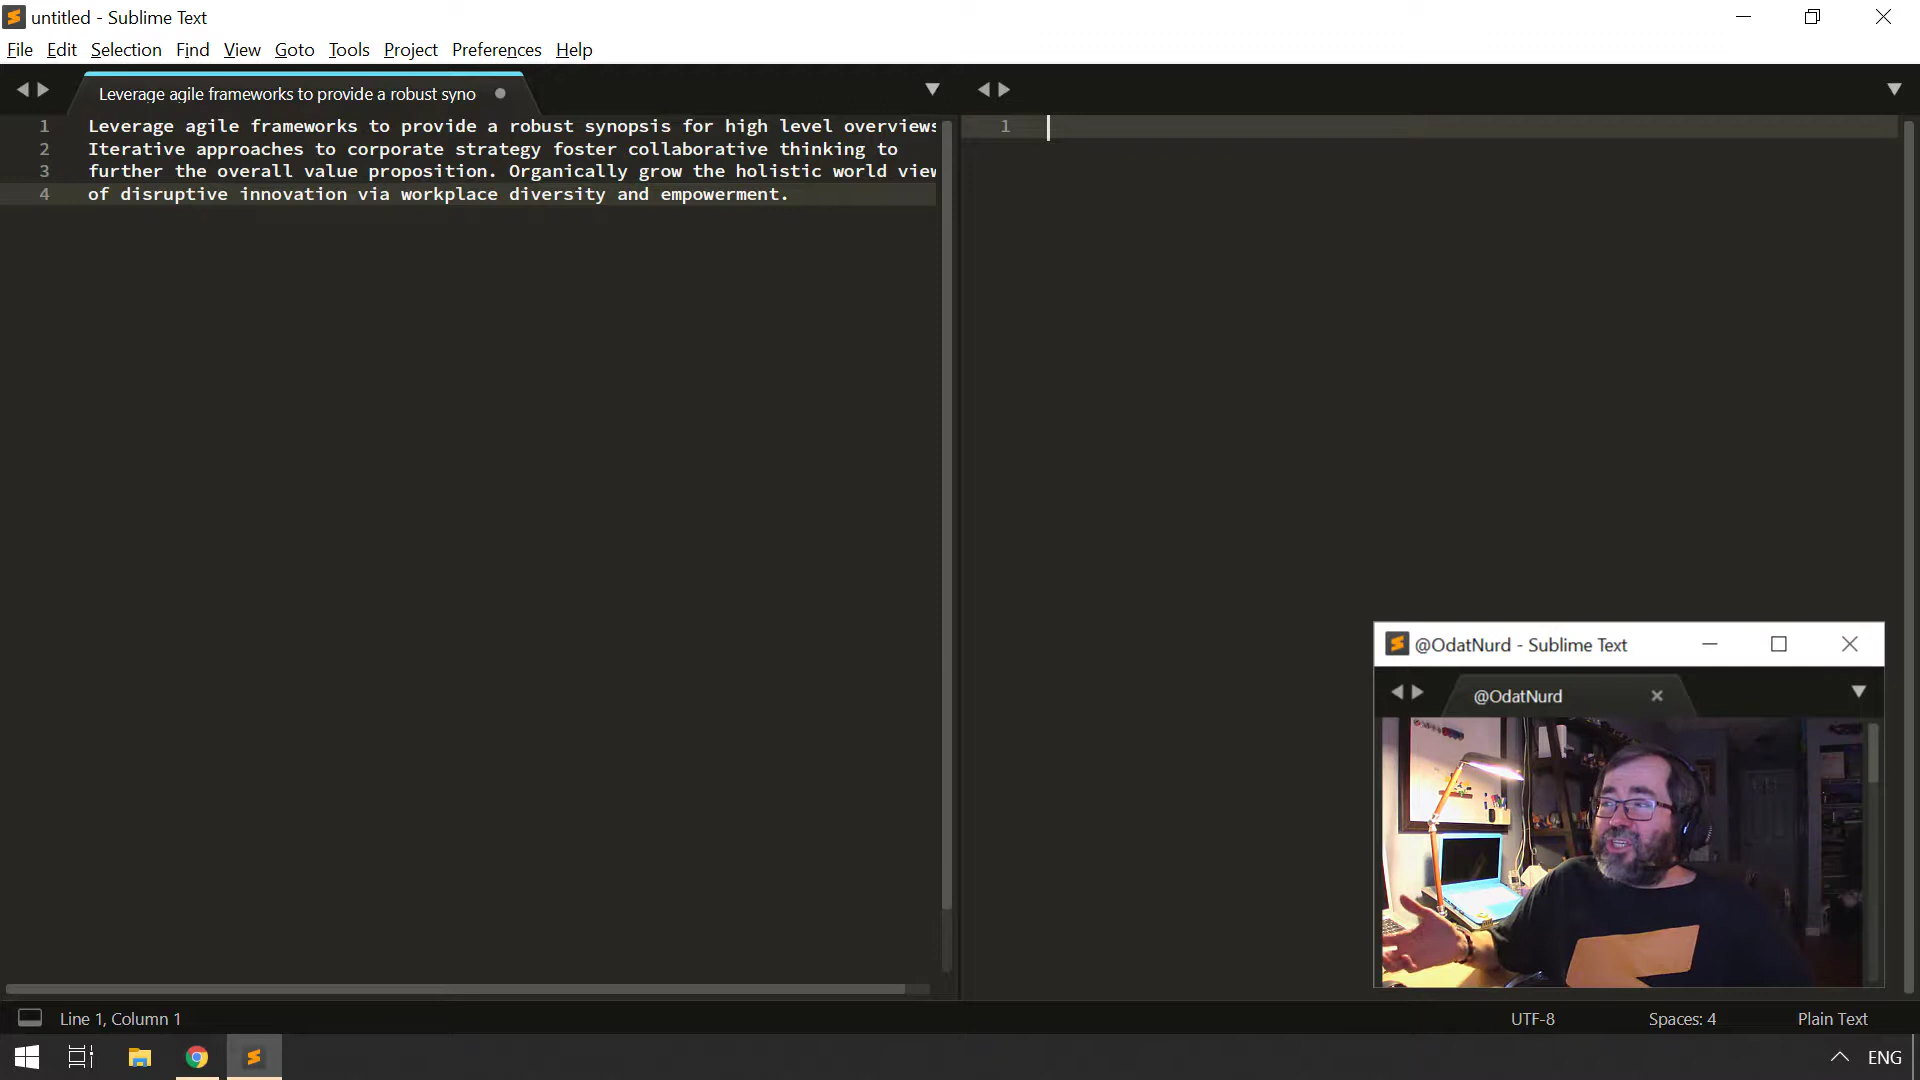 untitled - Sublime Text
File Edit Selection Find View Goto Tools Project Preferences Help
Leverage agile frameworks to provide a robust syno
1 Leverage agile frameworks to provide a robust synopsis for high level overviews
2 Iterative approaches to corporate strategy foster collaborative thinking to
3 further the overall value proposition. Organically grow the holistic world view
4 of disruptive innovation via workplace diversity and empowerment.
1
@OdatNurd - Sublime Text
@OdatNurd
Line 1, Column 1
UTF-8
Spaces: 4
Plain Text
ENG